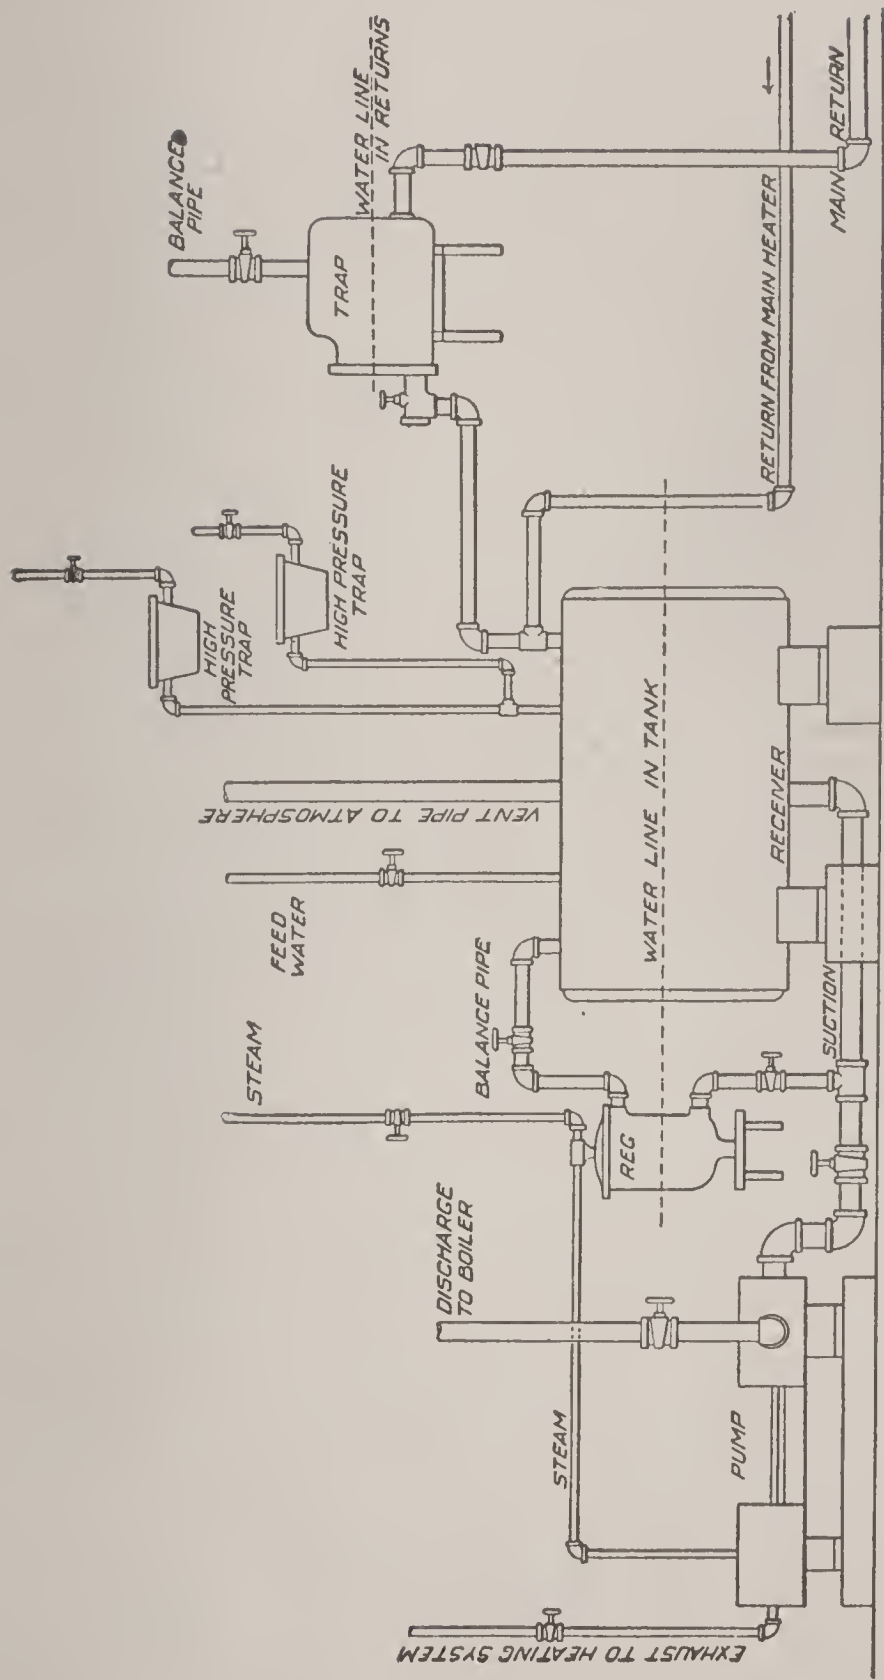 BALANCE
PIPE
WATER LINE
IN RETURNS
TRAP
RETURN FROM MAIN HEATER
MAIN RETURN
HIGH PRESSURE
TRAP
HIGH
PRESSURE
TRAP
VENT PIPE TO ATMOSPHERE
FEED
WATER
WATER LINE IN TANK
RECEIVER
BALANCE PIPE
SUCTION
STEAM
REG
DISCHARGE
TO BOILER
STEAM
PUMP
EXHAUST TO HEATING SYSTEM